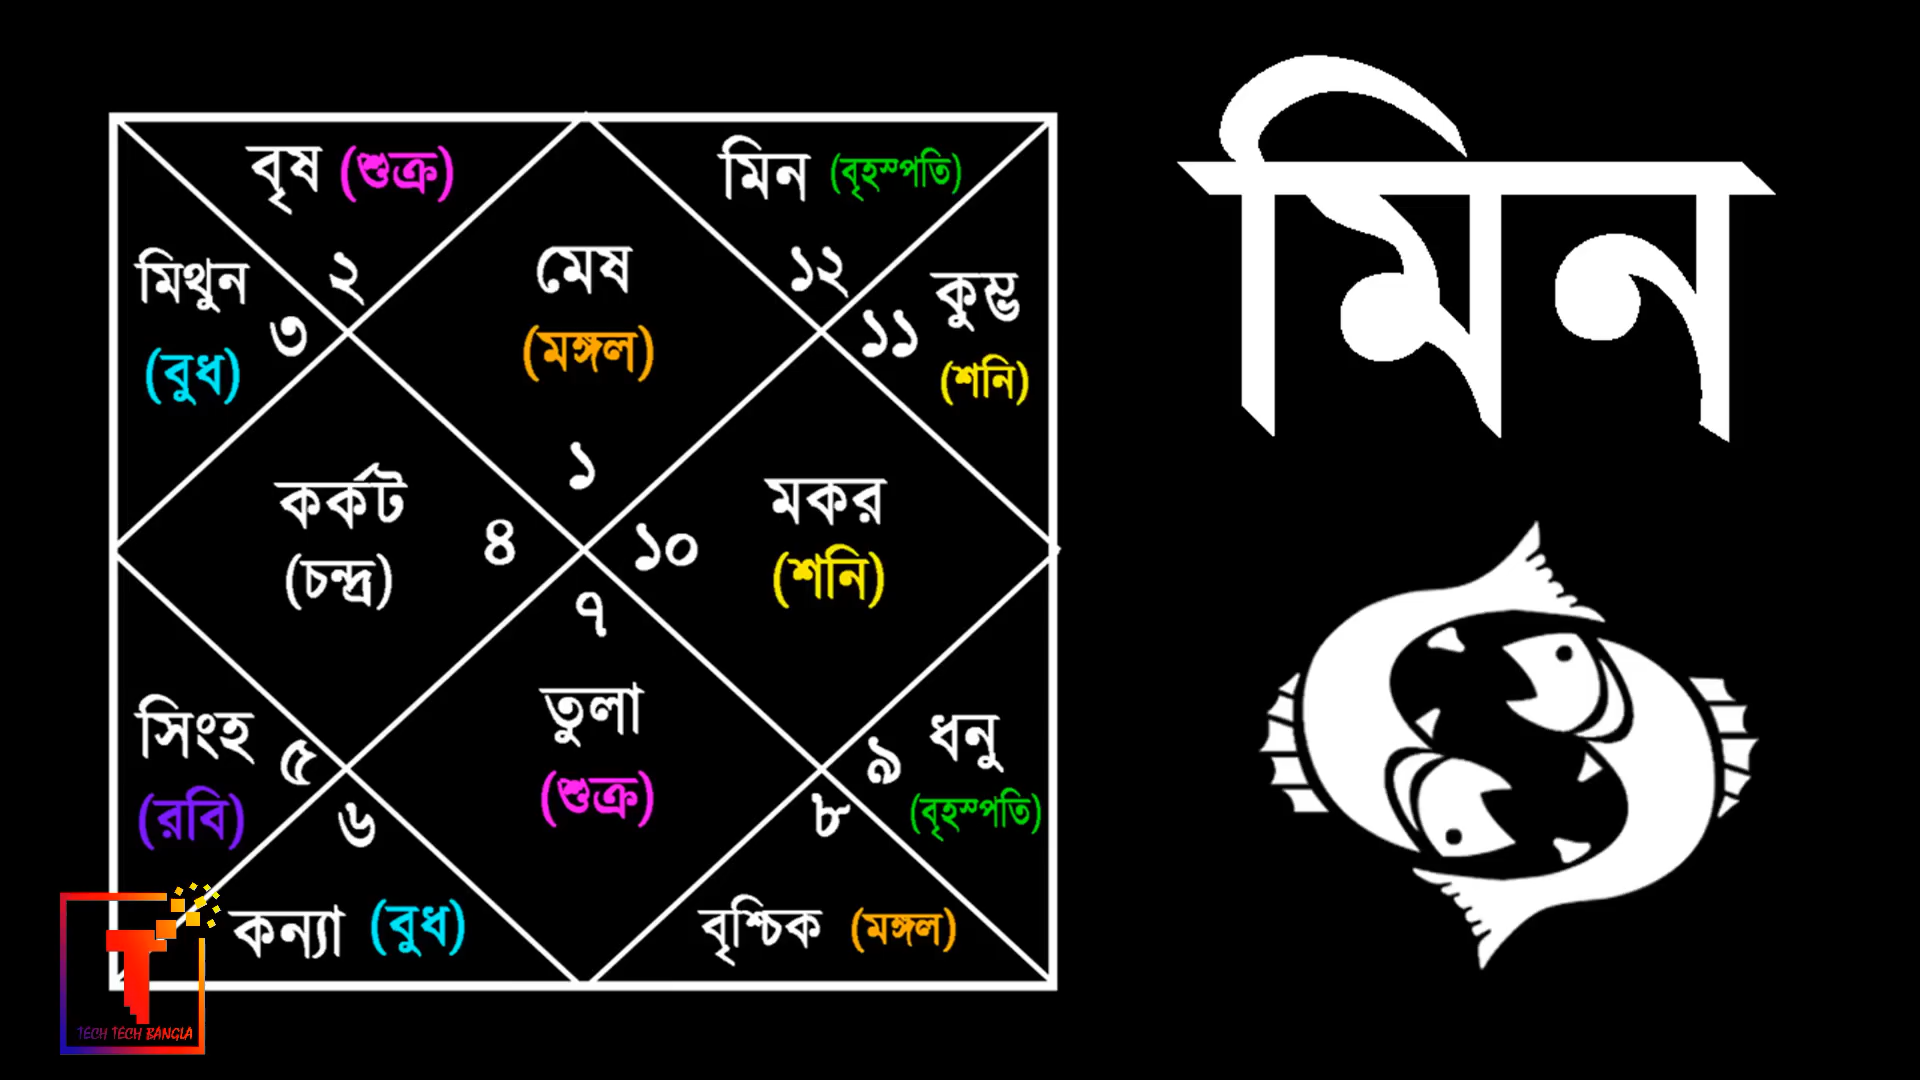 বৃষ (শুক্র)
মিন (বৃহস্পতি)
মিন
মিথুন
২
মেষ
১২
কুম্ভ
৩
১১
(বুধ)
(মঙ্গল)
(শনি)
১
কর্কট
৪
১০
মকর
(চন্দ্র)
(শনি)
৭
সিংহ
৫
তুলা
৯
ধনু
(রবি)
৬
(শুক্র)
৮
(বৃহস্পতি)
কন্যা (বুধ)
বৃশ্চিক (মঙ্গল)
T
TECH TECH BANGLA